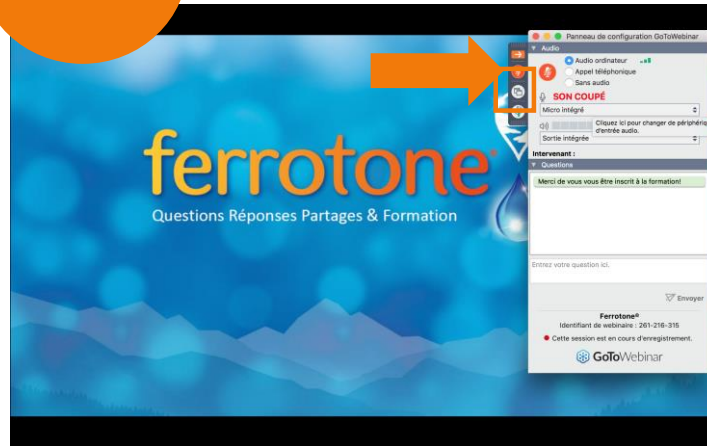 ferrotone
Questions Réponses Partages & Formation
Panneau de configuration GoToWebinar
Audio
Audio ordinateur
Appel téléphonique
Sans audio
SON COUPÉ
Micro intégré
Cliquez ici pour changer de périphériq
d'entrée audio.
Sortie intégrée
Intervenant :
Questions
Merci de vous vous être inscrit à la formation!
Entrez votre question ici.
Envoyer
Ferrotone®
Identifiant de webinaire : 261-216-315
Cette session est en cours d'enregistrement.
GoToWebinar